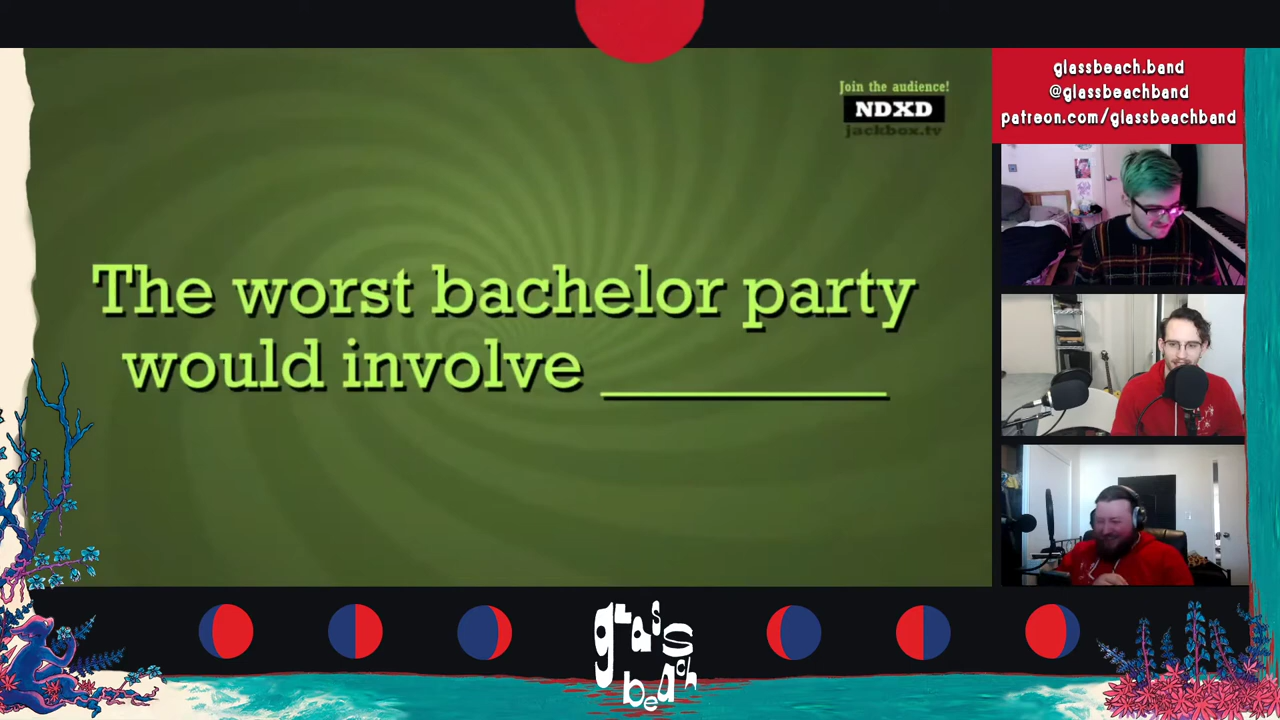 Join the audience!
NDXD
jackbox.tv
The worst bachelor party
would involve ________
glassbeach.band
@glassbeachband
patreon.com/glassbeachband
glass
beach